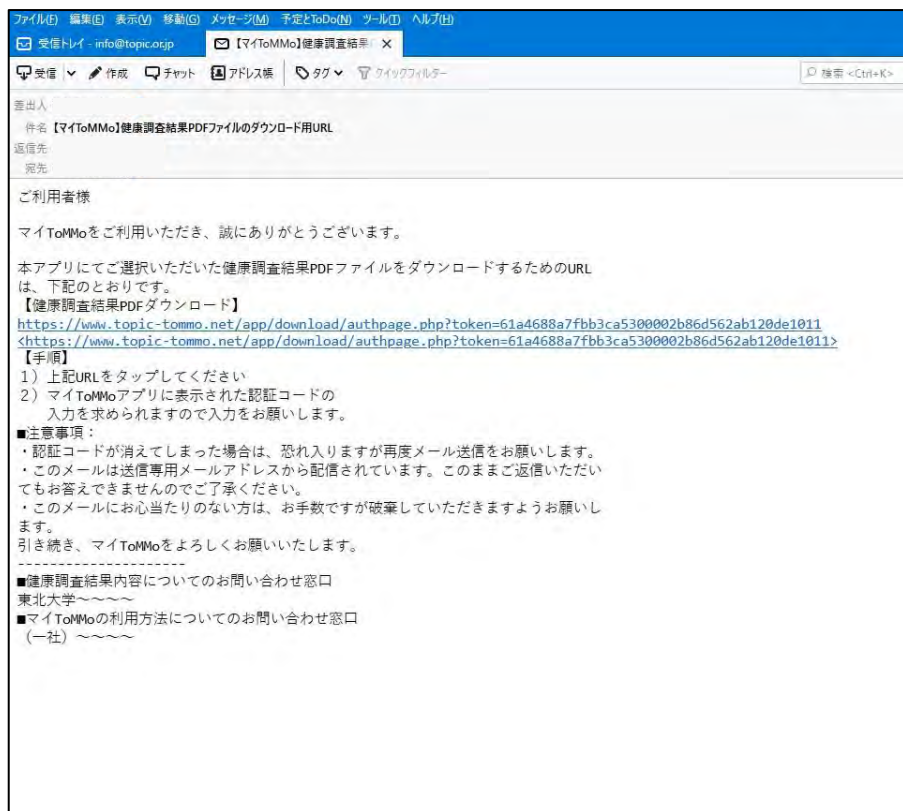 ファイル(F) 編集(E) 表示(V) 移動(G) メッセージ(M) 予定とToDo(N) ツール(T) ヘルプ(H)
受信トレイ - info@topic.or.jp 【マイToMMo】健康調査結果
受信 作成 チャット アドレス帳 タグ クイックフィルター 検索 <Ctrl+K>
差出人
件名 【マイToMMo】健康調査結果PDFファイルのダウンロード用URL
返信先
宛先
ご利用者様
マイToMMoをご利用いただき、誠にありがとうございます。
本アプリにてご選択いただいた健康調査結果PDFファイルをダウンロードするためのURL
は、下記のとおりです。
【健康調査結果PDFダウンロード】
https://www.topic-tommo.net/app/download/authpage.php?token=61a4688a7fbb3ca5300002b86d562ab120de1011
<https://www.topic-tommo.net/app/download/authpage.php?token=61a4688a7fbb3ca5300002b86d562ab120de1011>
【手順】
1）上記URLをタップしてください
2）マイToMMoアプリに表示された認証コードの
入力を求められますので入力をお願いします。
■注意事項：
・認証コードが消えてしまった場合は、恐れ入りますが再度メール送信をお願いします。
・このメールは送信専用メールアドレスから配信されています。このままご返信いただい
てもお答えできませんのでご了承ください。
・このメールにお心当たりのない方は、お手数ですが破棄していただきますようお願いし
ます。
引き続き、マイToMMoをよろしくお願いいたします。
---------------------
■健康調査結果内容についてのお問い合わせ窓口
東北大学～～～～
■マイToMMoの利用方法についてのお問い合わせ窓口
（一社）～～～～